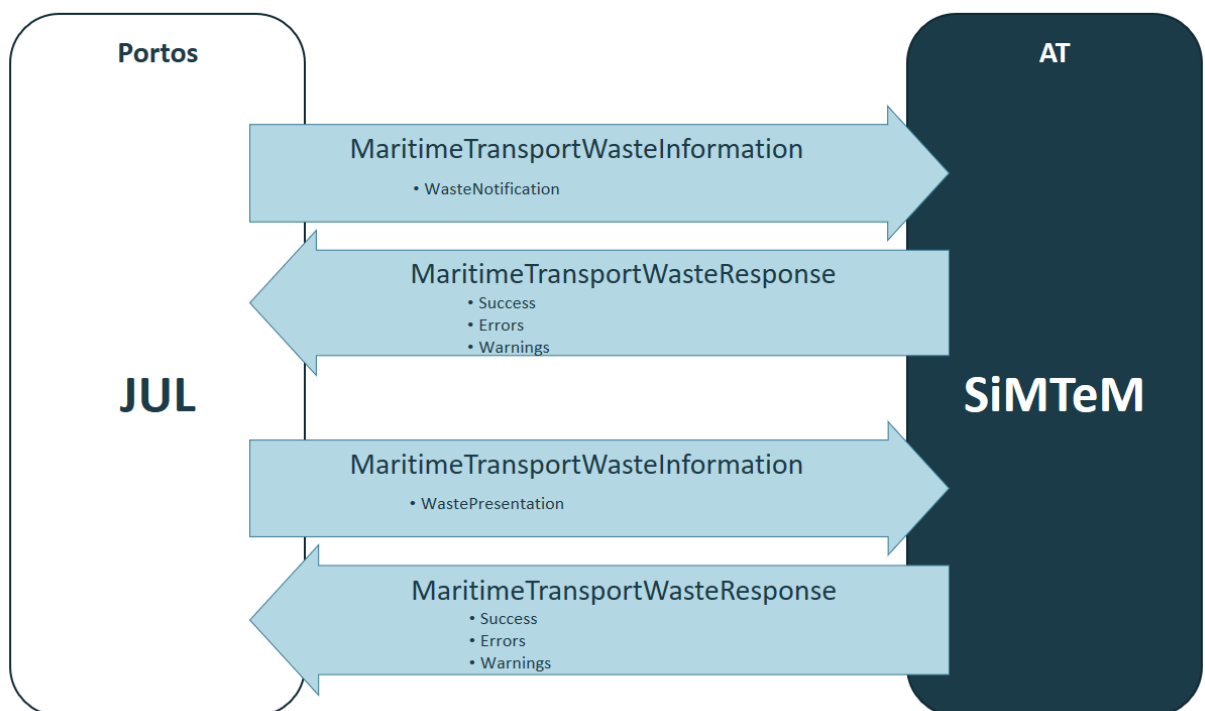 Portos
AT
MaritimeTransportWasteInformation
• WasteNotification
MaritimeTransportWasteResponse
• Success
• Errors
• Warnings
JUL
SiMTeM
MaritimeTransportWasteInformation
• WastePresentation
MaritimeTransportWasteResponse
• Success
• Errors
• Warnings